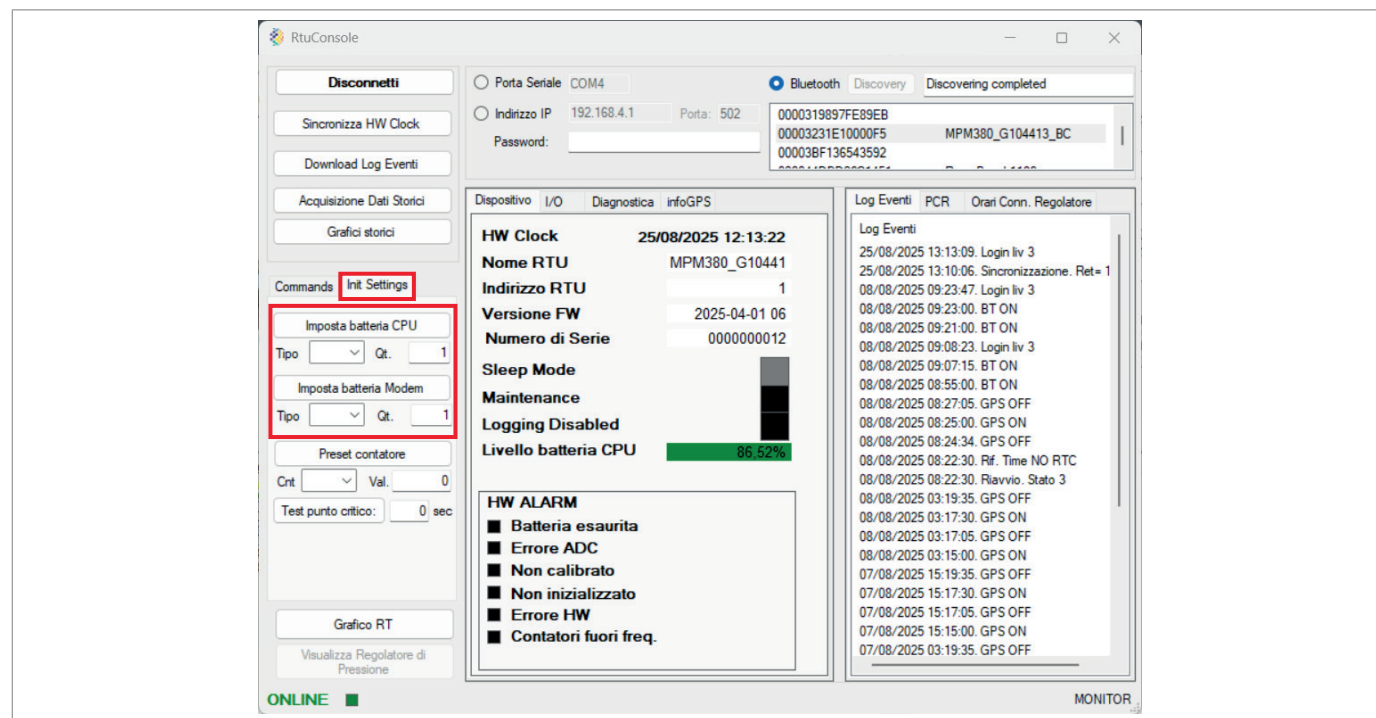 RtuConsole
Disconnetti
Sincronizza HW Clock
Download Log Eventi
Acquisizione Dati Storici
Grafici storici
Porta Seriale COM4
Indirizzo IP 192.168.4.1 Porta: 502
Password:
Bluetooth Discovery Discovering completed
0000319897FE89EB
00003231E10000F5 MPM380_G104413_BC
00003BF136543592
Commands Init Settings
Imposta batteria CPU
Tipo Qt. 1
Imposta batteria Modem
Tipo Qt. 1
Preset contatore
Cnt Val. 0
Test punto critico: 0 sec
Grafico RT
Visualizza Regolatore di
Pressione
Dispositivo I/O Diagnostica infoGPS
HW Clock 25/08/2025 12:13:22
Nome RTU MPM380_G10441
Indirizzo RTU 1
Versione FW 2025-04-01 06
Numero di Serie 0000000012
Sleep Mode
Maintenance
Logging Disabled
Livello batteria CPU 86,52%
HW ALARM
Batteria esaurita
Errore ADC
Non calibrato
Non inizializzato
Errore HW
Contatori fuori freq.
Log Eventi PCR Orari Conn. Regolatore
Log Eventi
25/08/2025 13:13:09. Login liv 3
25/08/2025 13:10:06. Sincronizzazione. Ret= 1
08/08/2025 09:23:47. Login liv 3
08/08/2025 09:23:00. BT ON
08/08/2025 09:21:00. BT ON
08/08/2025 09:08:23. Login liv 3
08/08/2025 09:07:15. BT ON
08/08/2025 08:55:00. BT ON
08/08/2025 08:27:05. GPS OFF
08/08/2025 08:25:00. GPS ON
08/08/2025 08:24:34. GPS OFF
08/08/2025 08:22:30. Rif. Time NO RTC
08/08/2025 08:22:30. Riavvio. Stato 3
08/08/2025 03:19:35. GPS OFF
08/08/2025 03:17:30. GPS ON
08/08/2025 03:17:05. GPS OFF
08/08/2025 03:15:00. GPS ON
07/08/2025 15:19:35. GPS OFF
07/08/2025 15:17:30. GPS ON
07/08/2025 15:17:05. GPS OFF
07/08/2025 15:15:00. GPS ON
07/08/2025 03:19:35. GPS OFF
ONLINE
MONITOR